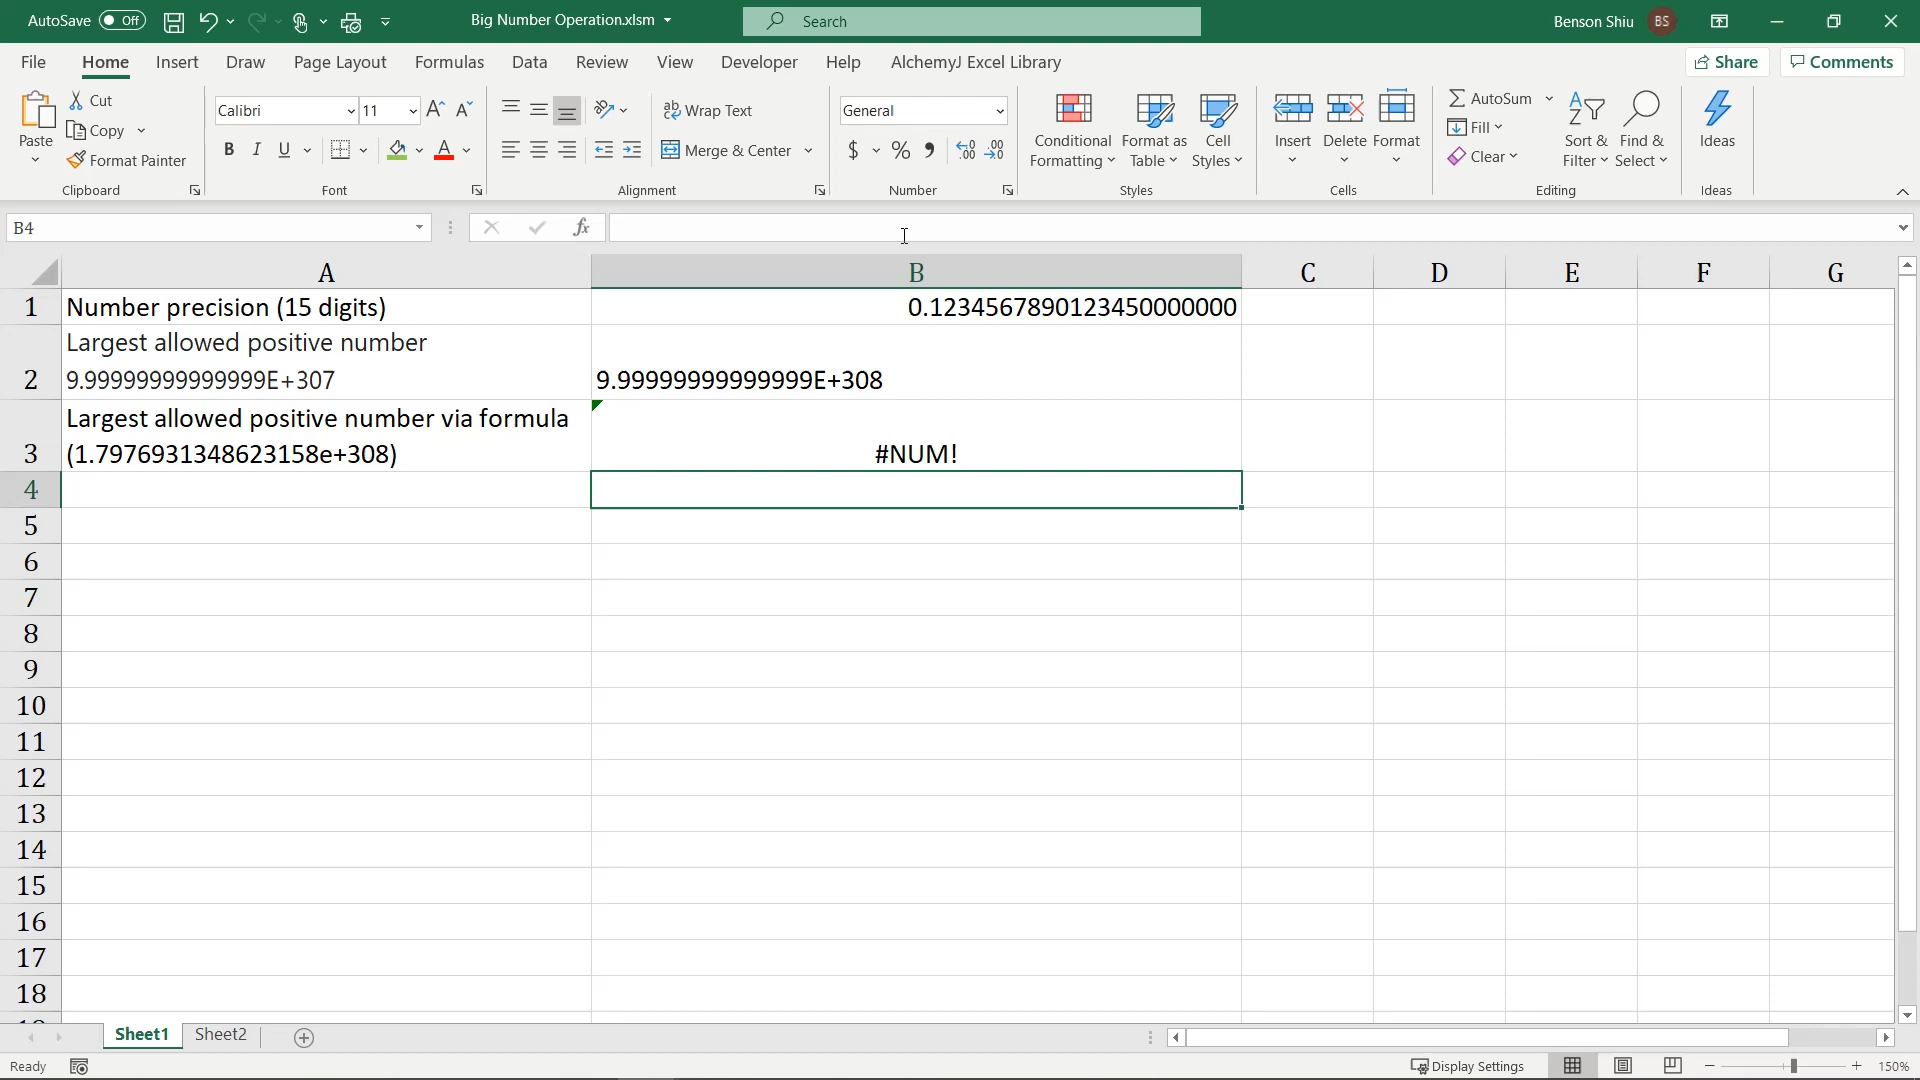 AutoSave Off
Big Number Operation.xlsm
Search
Benson Shiu BS
File Home Insert Draw Page Layout Formulas Data Review View Developer Help AlchemyJ Excel Library Share Comments
Paste
Cut
Copy
Format Painter
Clipboard
Calibri 11
B I U
Font
Wrap Text
Merge & Center
Alignment
General
$ % ,
Number
Conditional
Formatting
Format as
Table
Cell
Styles
Styles
Insert
Delete
Format
Cells
AutoSum
Fill
Clear
Sort &
Filter
Find &
Select
Editing
Ideas
Ideas
B4
fx
A B C D E F G
1 Number precision (15 digits) 0.1234567890123450000000
Largest allowed positive number
2 9.99999999999999E+307 9.99999999999999E+308
Largest allowed positive number via formula
3 (1.7976931348623158e+308) #NUM!
4
5
6
7
8
9
10
11
12
13
14
15
16
17
18
Sheet1 Sheet2
Ready Display Settings 150%